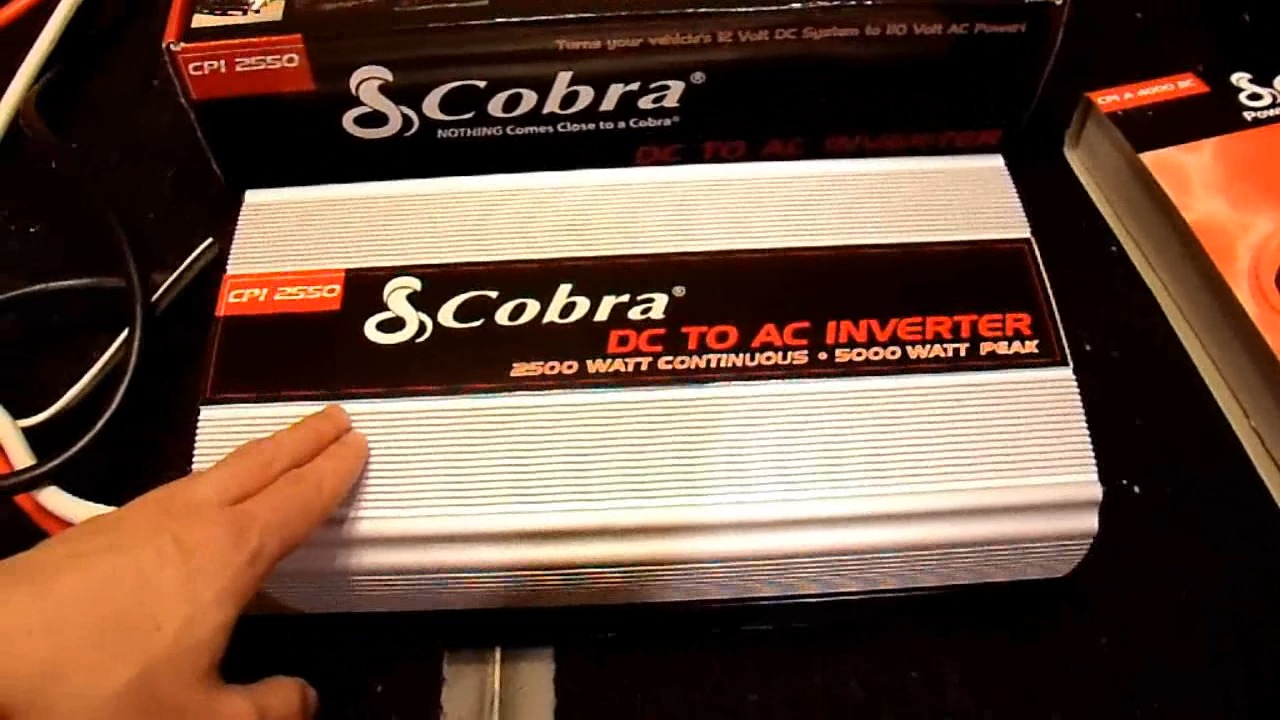 Turns your vehicle's 12 Volt DC System to 110 Volt AC Power!
CPI 2550
Cobra®
NOTHING Comes Close to a Cobra®
DC TO AC INVERTER
CPI A 4000 BC
CPI 2550
Cobra®
DC TO AC INVERTER
2500 WATT CONTINUOUS • 5000 WATT PEAK